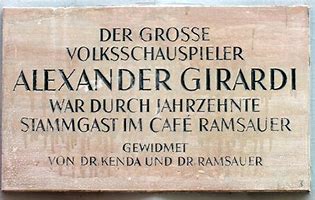 DER GROSSE
VOLKSSCHAUSPIELER
ALEXANDER GIRARDI
WAR DURCH JAHRZEHNTE
STAMMGAST IM CAFÉ RAMSAUER
GEWIDMET
VON DR. KENDA UND DR. RAMSAUER